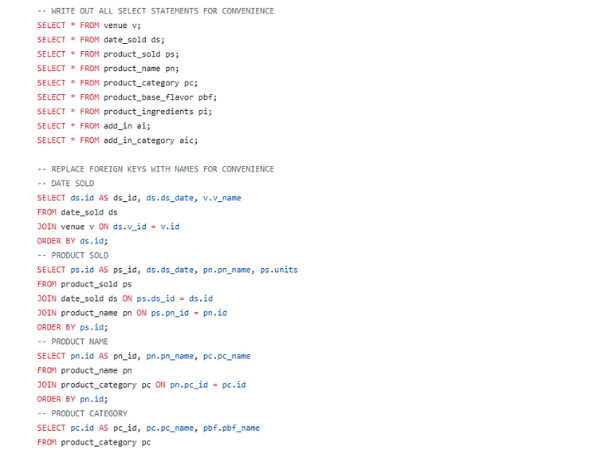 -- WRITE OUT ALL SELECT STATEMENTS FOR CONVENIENCE
SELECT * FROM venue v;
SELECT * FROM date_sold ds;
SELECT * FROM product_sold ps;
SELECT * FROM product_name pn;
SELECT * FROM product_category pc;
SELECT * FROM product_base_flavor pbf;
SELECT * FROM product_ingredients pi;
SELECT * FROM add_in ai;
SELECT * FROM add_in_category aic;
-- REPLACE FOREIGN KEYS WITH NAMES FOR CONVENIENCE
-- DATE SOLD
SELECT ds.id AS ds_id, ds.ds_date, v.v_name
FROM date_sold ds
JOIN venue v ON ds.v_id = v.id
ORDER BY ds.id;
-- PRODUCT SOLD
SELECT ps.id AS ps_id, ds.ds_date, pn.pn_name, ps.units
FROM product_sold ps
JOIN date_sold ds ON ps.ds_id = ds.id
JOIN product_name pn ON ps.pn_id = pn.id
ORDER BY ps.id;
-- PRODUCT NAME
SELECT pn.id AS pn_id, pn.pn_name, pc.pc_name
FROM product_name pn
JOIN product_category pc ON pn.pc_id = pc.id
ORDER BY pn.id;
-- PRODUCT CATEGORY
SELECT pc.id AS pc_id, pc.pc_name, pbf.pbf_name
FROM product_category pc